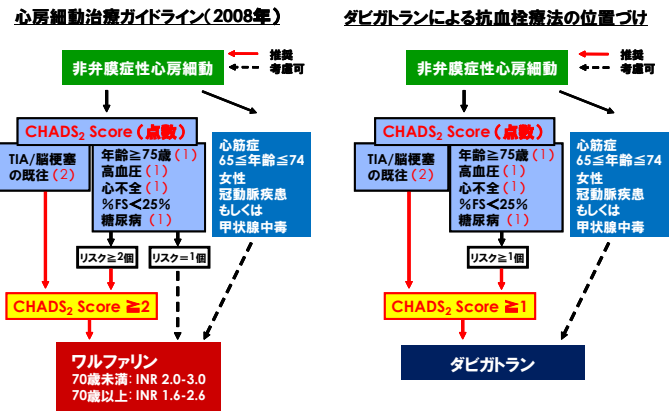 心房細動治療ガイドライン(2008年)
推奨
考慮可
非弁膜症性心房細動
CHADS₂ Score (点数)
TIA/脳梗塞
の既往 (2)
年齢≧75歳 (1)
高血圧 (1)
心不全 (1)
%FS<25%
糖尿病 (1)
心筋症
65≦年齢≦74
女性
冠動脈疾患
もしくは
甲状腺中毒
リスク≧2個
リスク=1個
CHADS₂ Score ≧2
ワルファリン
70歳未満: INR 2.0-3.0
70歳以上: INR 1.6-2.6
ダビガトランによる抗血栓療法の位置づけ
推奨
考慮可
非弁膜症性心房細動
CHADS₂ Score (点数)
TIA/脳梗塞
の既往 (2)
年齢≧75歳 (1)
高血圧 (1)
心不全 (1)
%FS<25%
糖尿病 (1)
心筋症
65≦年齢≦74
女性
冠動脈疾患
もしくは
甲状腺中毒
リスク≧1個
CHADS₂ Score ≧1
ダビガトラン